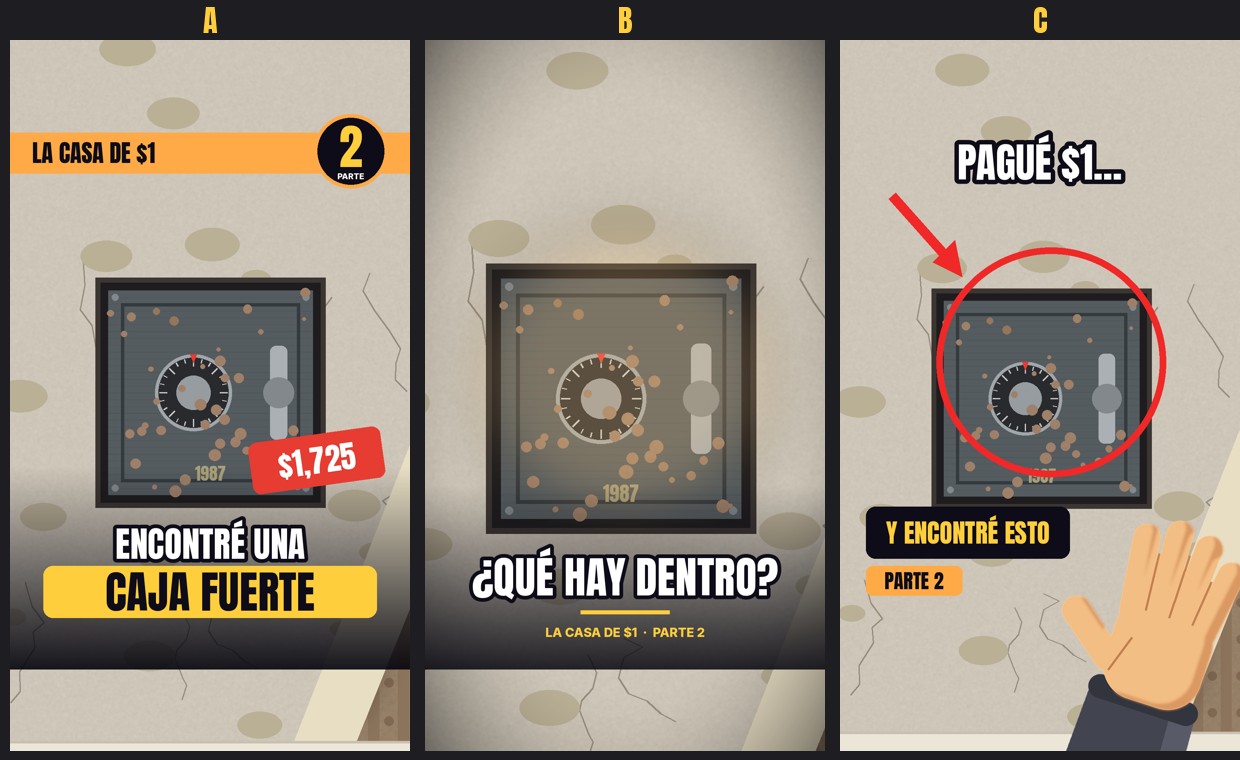 A
LA CASA DE $1
2
PARTE
1987
$1,725
ENCONTRÉ UNA
CAJA FUERTE
B
1987
¿QUÉ HAY DENTRO?
LA CASA DE $1 · PARTE 2
C
PAGUÉ $1...
1987
Y ENCONTRÉ ESTO
PARTE 2